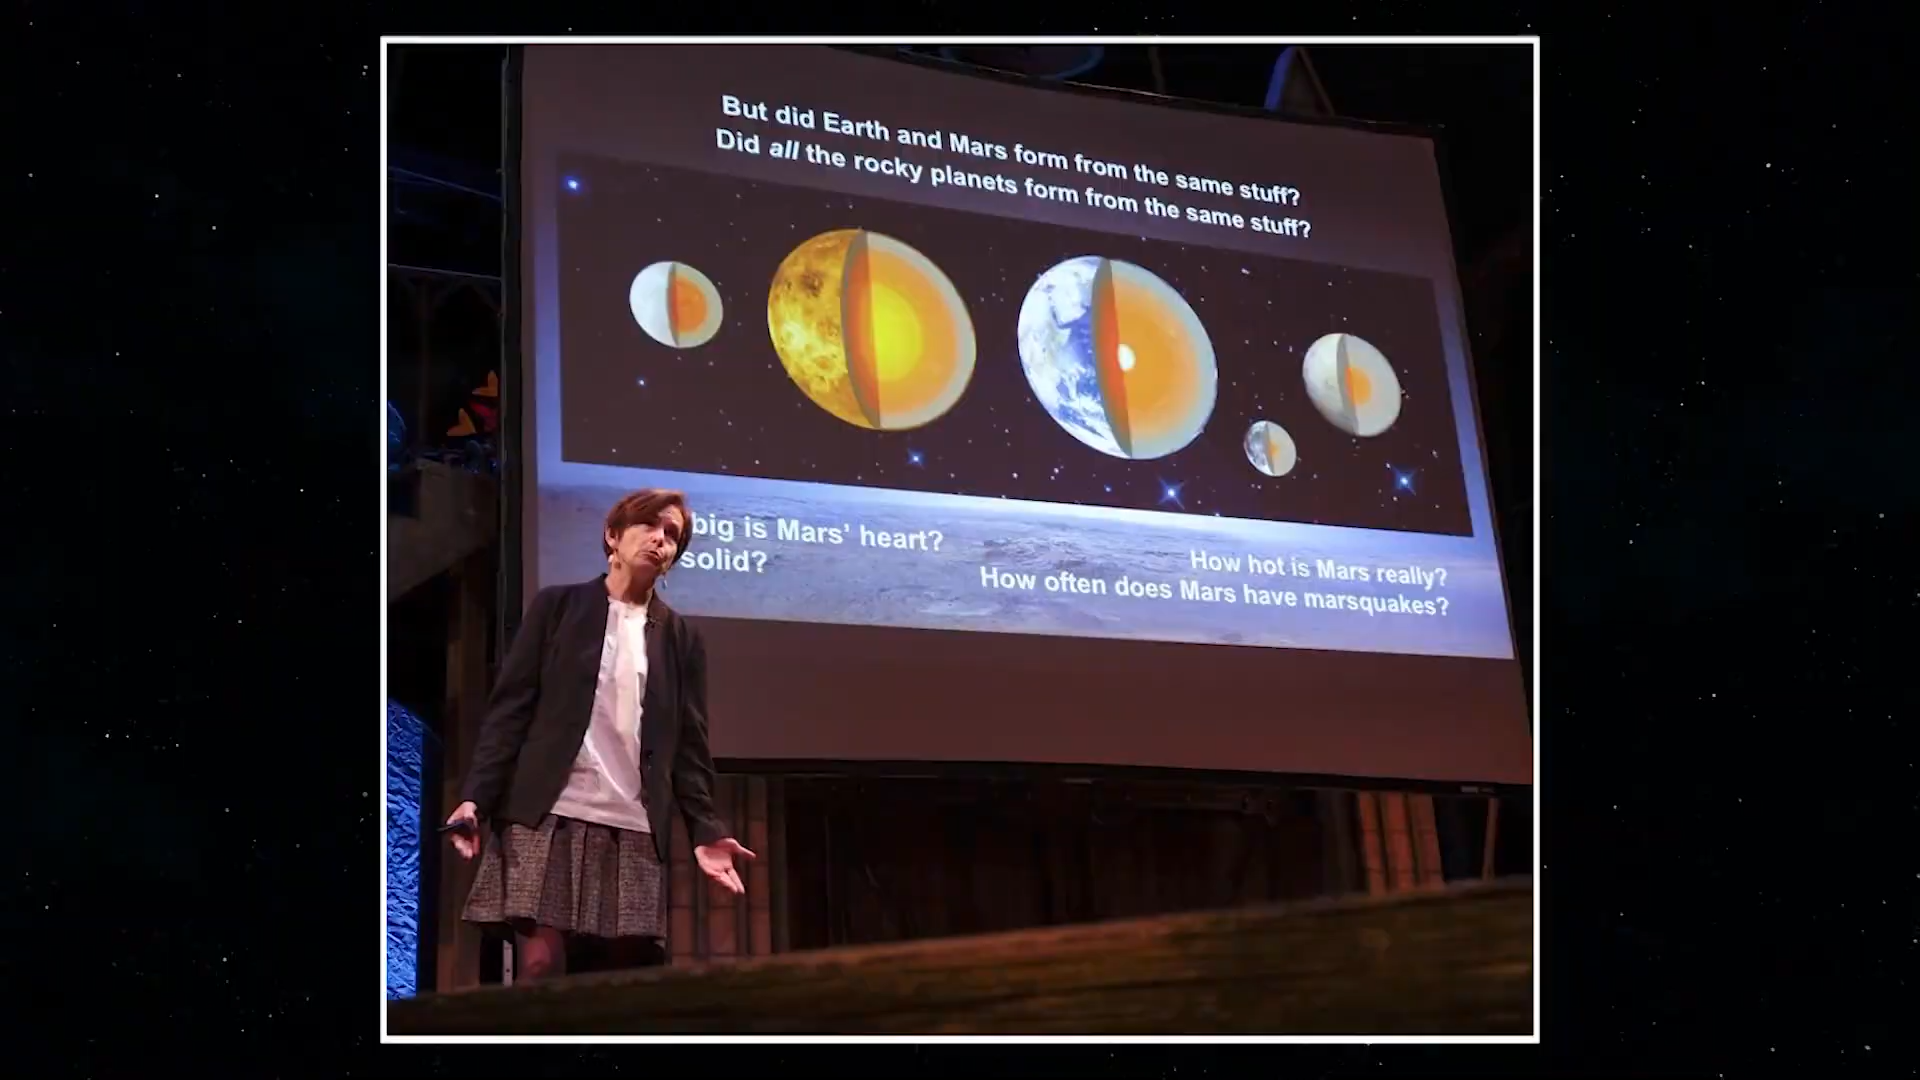 But did Earth and Mars form from the same stuff?
Did all the rocky planets form from the same stuff?
big is Mars' heart?
solid?
How hot is Mars really?
How often does Mars have marsquakes?